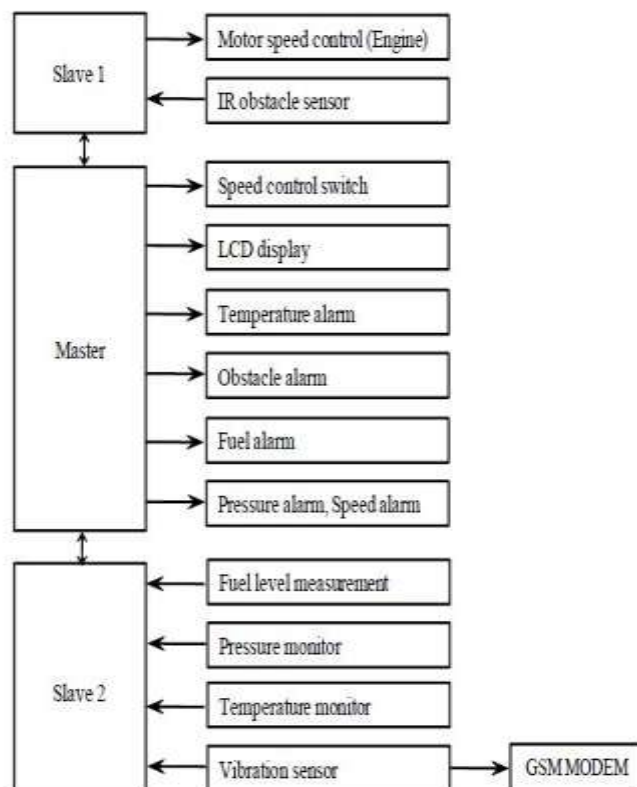 Motor speed control (Engine)
Slave 1
IR obstacle sensor
Speed control switch
LCD display
Temperature alarm
Master
Obstacle alarm
Fuel alarm
Pressure alarm, Speed alarm
Fuel level measurement
Pressure monitor
Slave 2
Temperature monitor
Vibration sensor
GSM MODEM